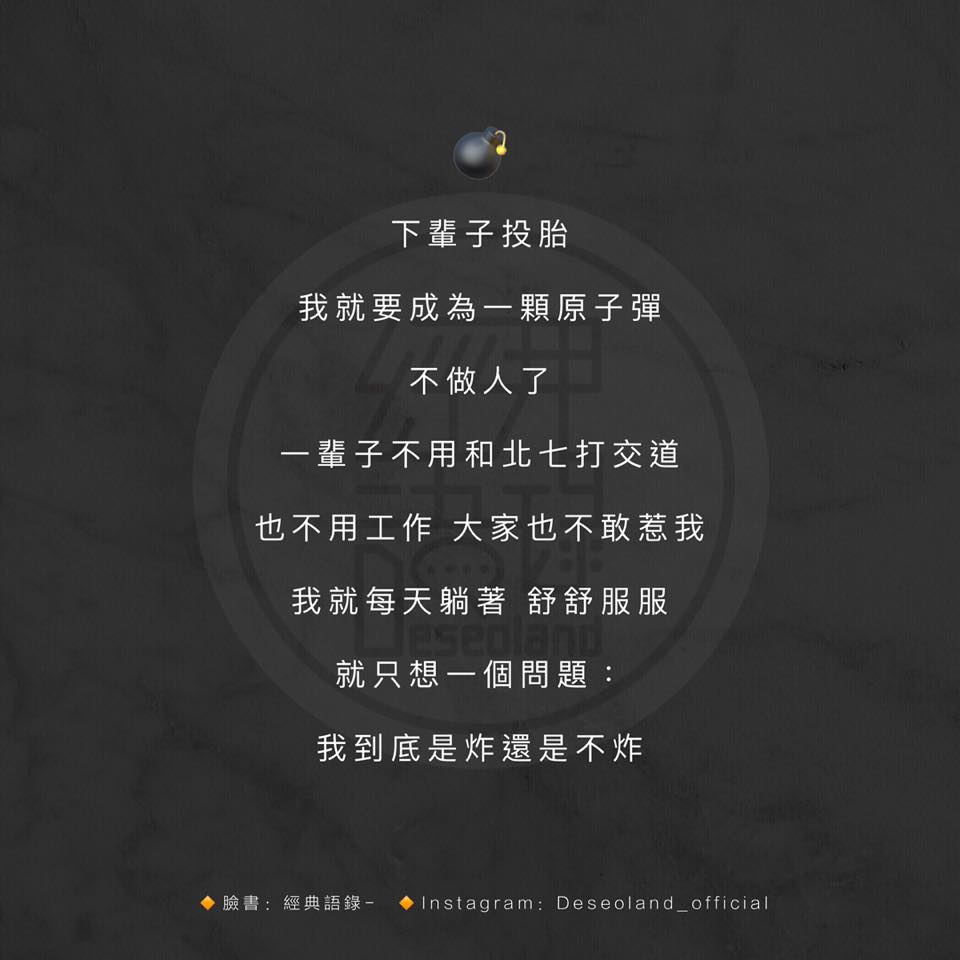 下輩子投胎
我就要成為一顆原子彈
不做人了
一輩子不用和北七打交道
也不用工作 大家也不敢惹我
我就每天躺著 舒舒服服
就只想一個問題：
我到底是炸還是不炸
經典
語錄
Deseoland
🔸臉書: 經典語錄- 🔸Instagram: Deseoland_official